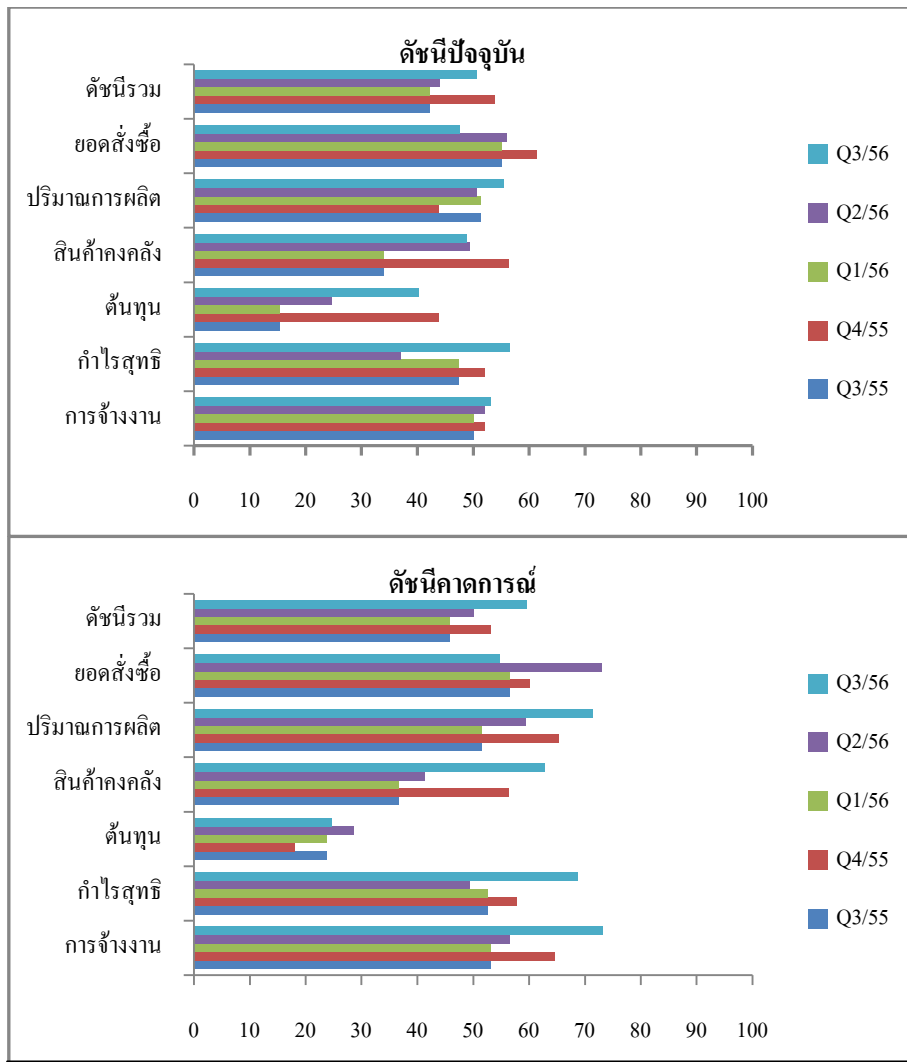 ดัชนีปัจจุบัน
ดัชนีรวม
ยอดสั่งซื้อ
ปริมาณการผลิต
สินค้าคงคลัง
ต้นทุน
กำไรสุทธิ
การจ้างงาน
0 10 20 30 40 50 60 70 80 90 100
Q3/56
Q2/56
Q1/56
Q4/55
Q3/55
ดัชนีคาดการณ์
ดัชนีรวม
ยอดสั่งซื้อ
ปริมาณการผลิต
สินค้าคงคลัง
ต้นทุน
กำไรสุทธิ
การจ้างงาน
0 10 20 30 40 50 60 70 80 90 100
Q3/56
Q2/56
Q1/56
Q4/55
Q3/55